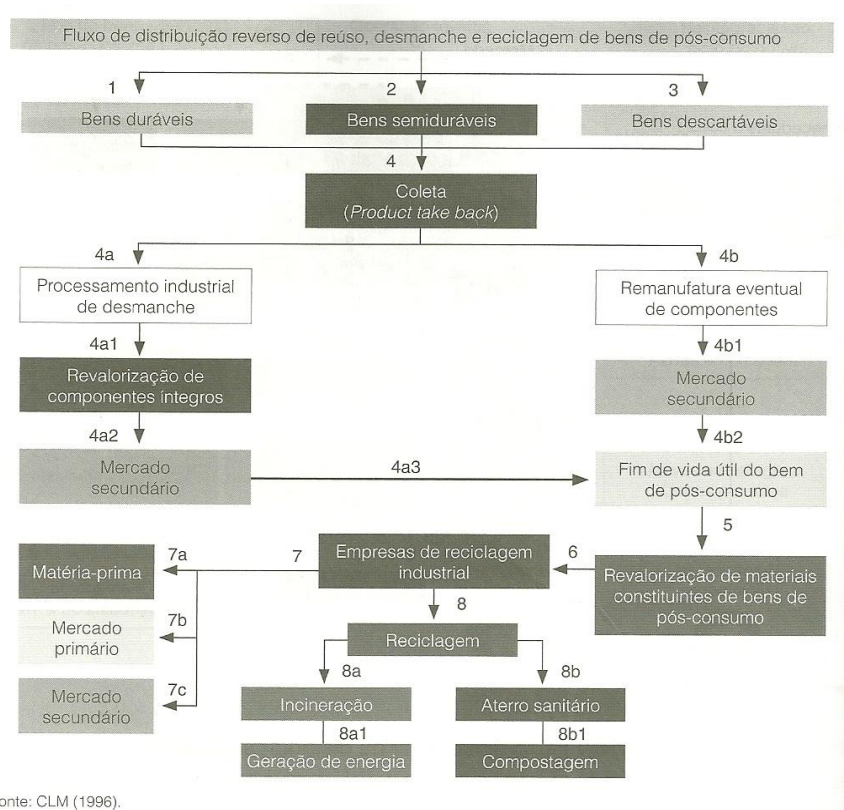 Fluxo de distribuição reverso de reúso, desmanche e reciclagem de bens de pós-consumo
1
2
3
Bens duráveis
Bens semiduráveis
Bens descartáveis
4
Coleta
(Product take back)
4a
4b
Processamento industrial
de desmanche
Remanufatura eventual
de componentes
4a1
4b1
Revalorização de
componentes íntegros
Mercado
secundário
4a2
4b2
Mercado
secundário
4a3
Fim de vida útil do bem
de pós-consumo
5
7a
7
Empresas de reciclagem
industrial
6
Matéria-prima
Revalorização de materiais
constituintes de bens de
pós-consumo
7b
8
Mercado
primário
Reciclagem
7c
8a
8b
Mercado
secundário
Incineração
Aterro sanitário
8a1
8b1
Geração de energia
Compostagem
onte: CLM (1996).